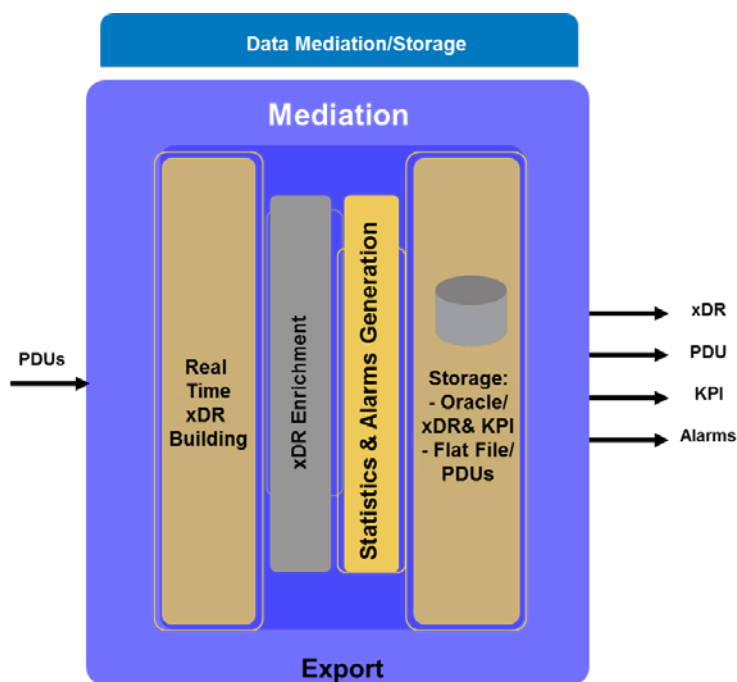 Data Mediation/Storage
Mediation
PDUs
Real
Time
xDR
Building
xDR Enrichment
Statistics & Alarms Generation
Storage:
- Oracle/
xDR& KPI
- Flat File/
PDUs
xDR
PDU
KPI
Alarms
Export